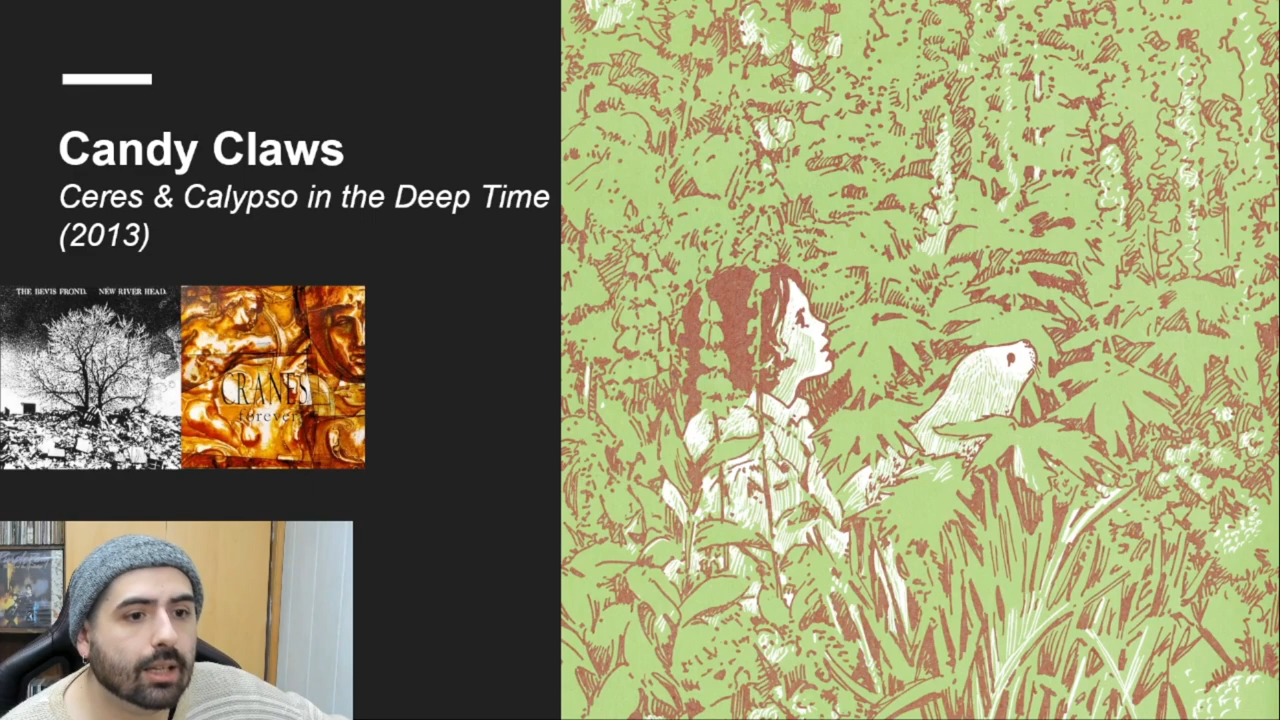 Candy Claws
Ceres & Calypso in the Deep Time
(2013)
THE BEVIS FROND. NEW RIVER HEAD.
CRANES
forever